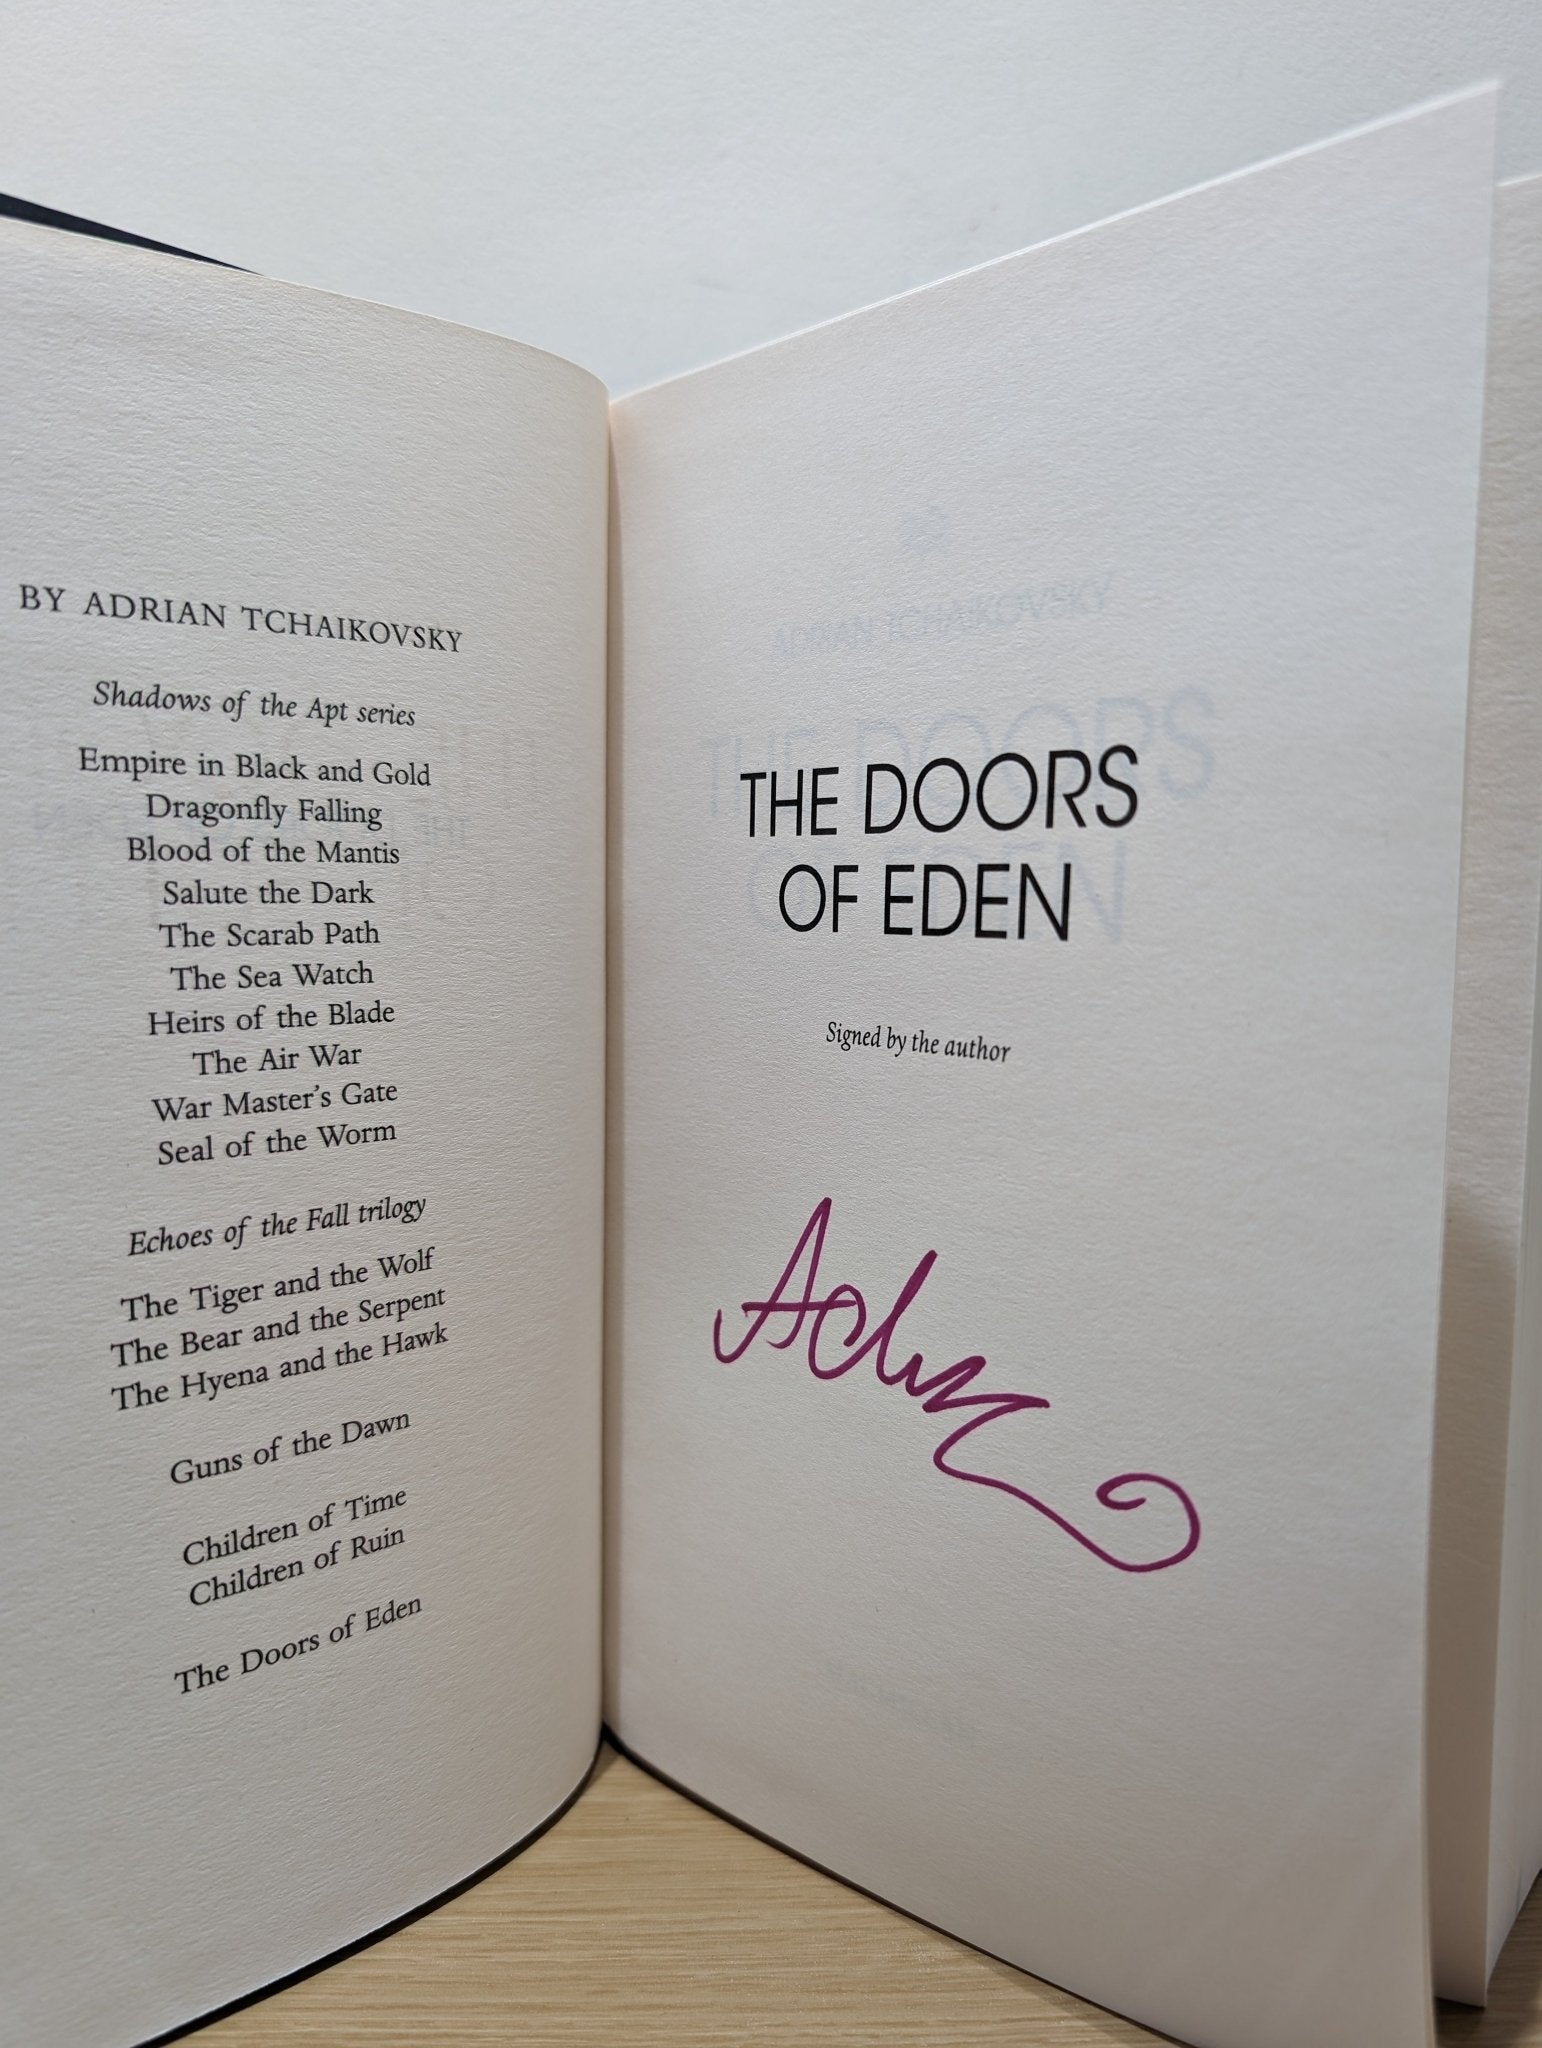 BY ADRIAN TCHAIKOVSKY
Shadows of the Apt series
Empire in Black and Gold
Dragonfly Falling
Blood of the Mantis
Salute the Dark
The Scarab Path
The Sea Watch
Heirs of the Blade
The Air War
War Master's Gate
Seal of the Worm
Echoes of the Fall trilogy
The Tiger and the Wolf
The Bear and the Serpent
The Hyena and the Hawk
Guns of the Dawn
Children of Time
Children of Ruin
The Doors of Eden
THE DOORS
OF EDEN
Signed by the author